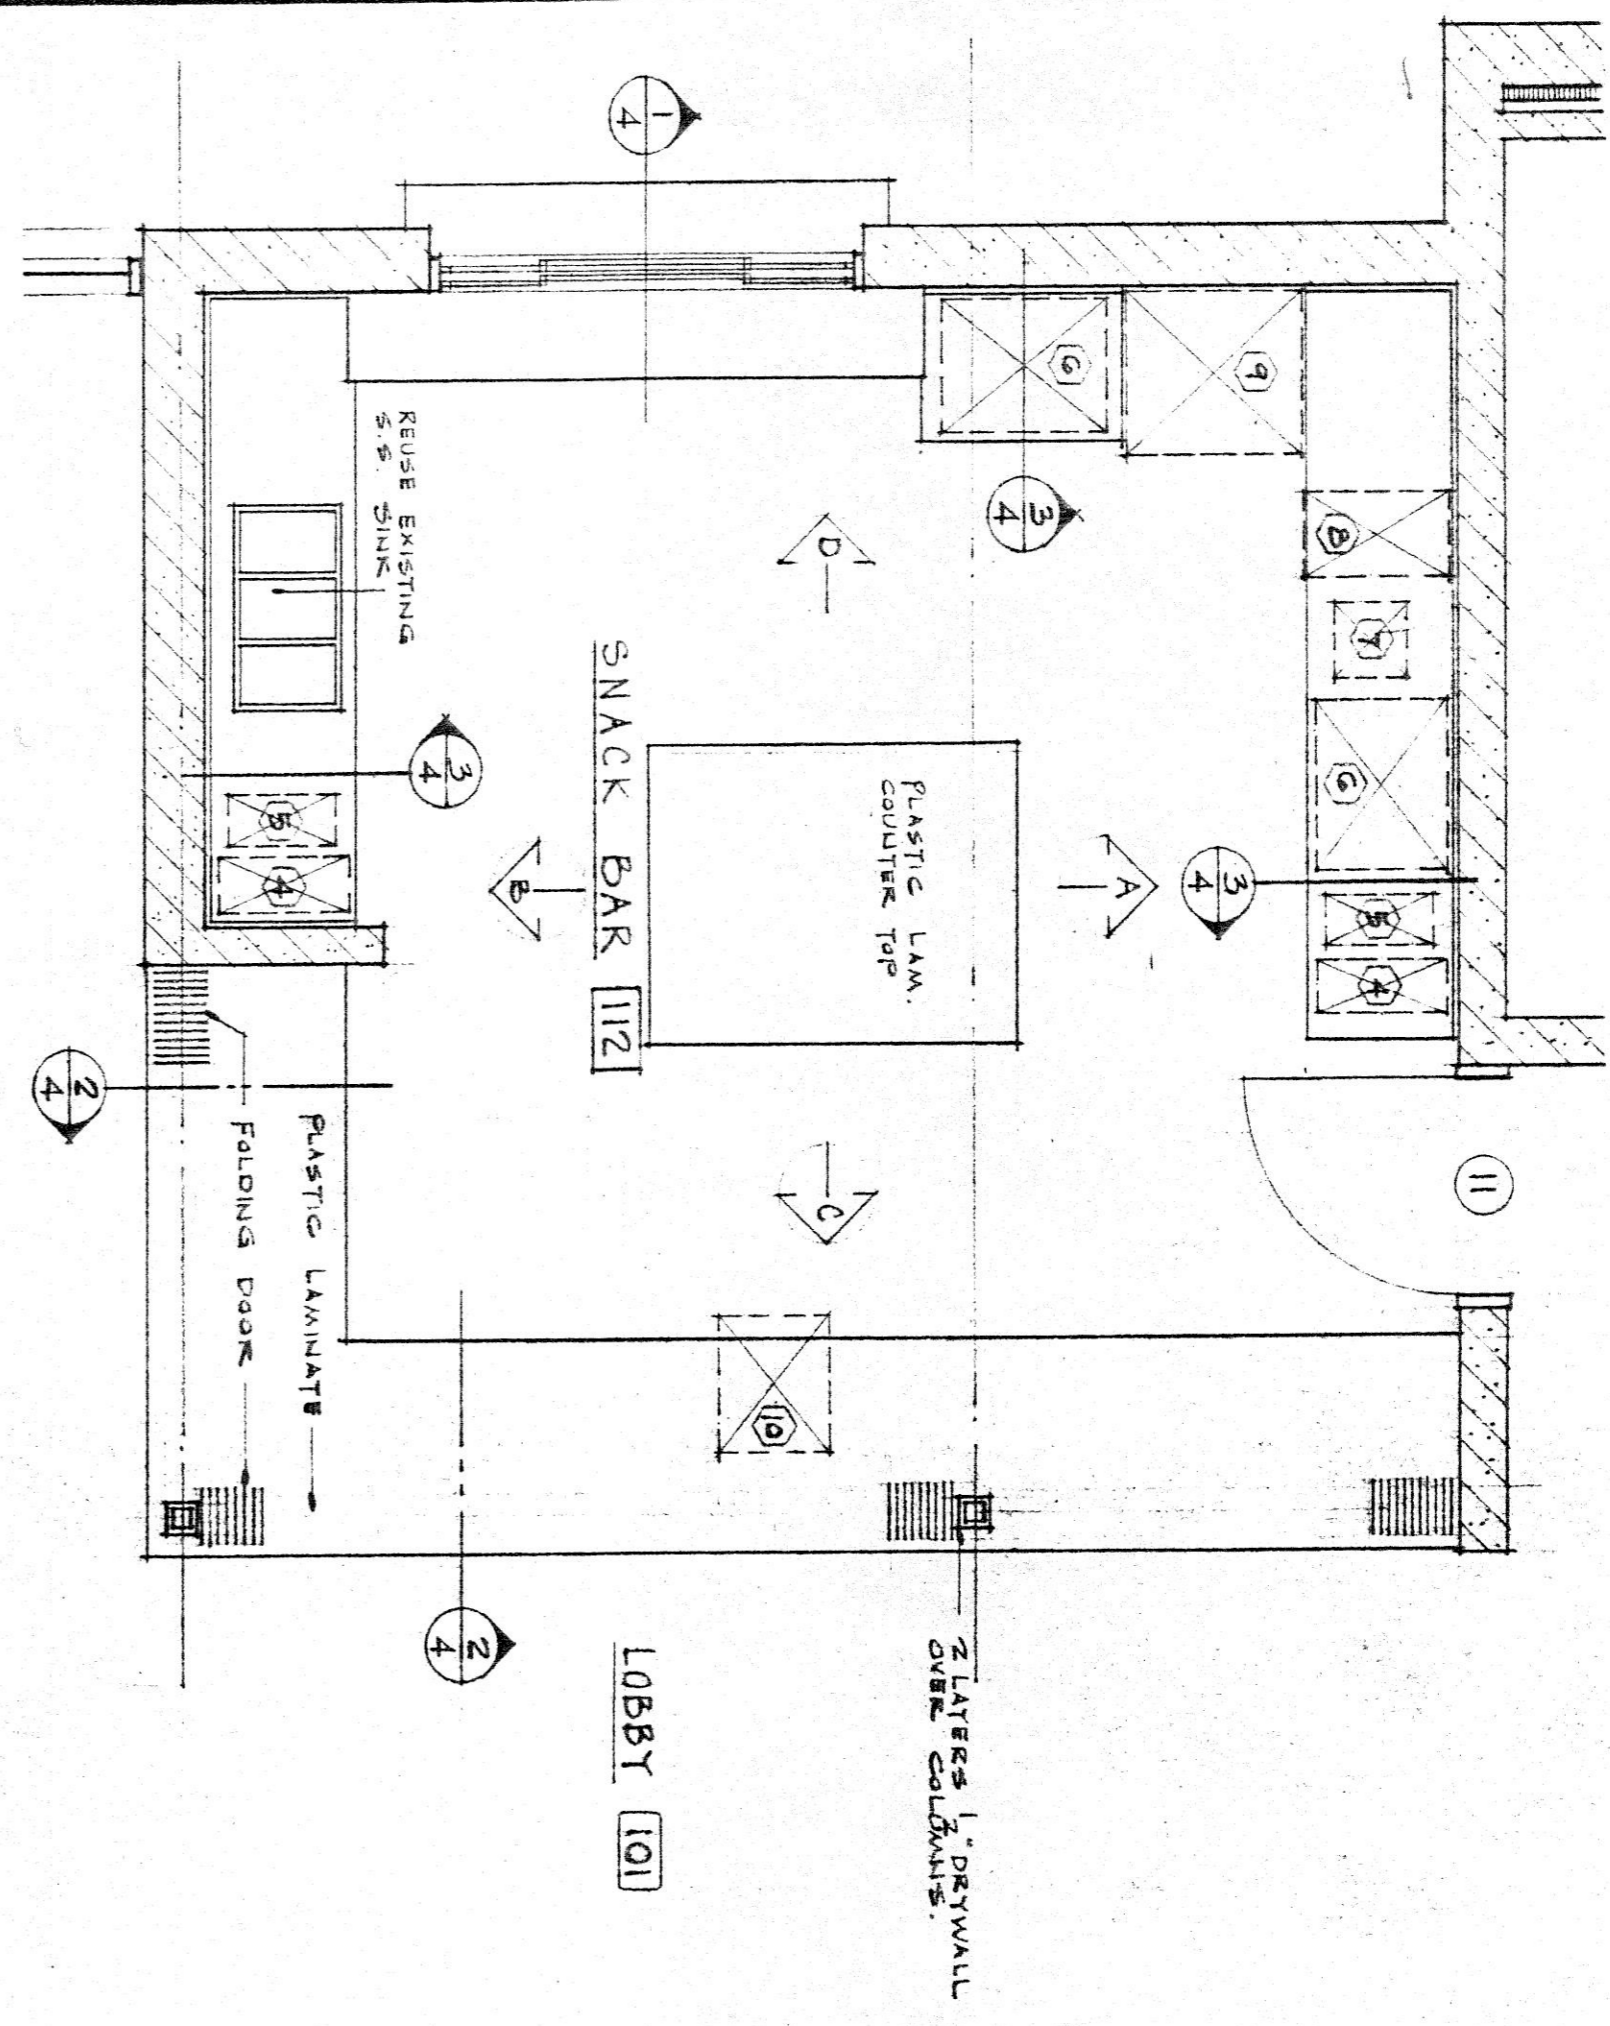 11
8
7
6
5
4
9
3
4
A
6
3
4
2 LAYERS 1/2" DRYWALL
OVER COLUMNS.
PLASTIC LAM.
COUNTER TOP
D
C
10
1
4
LOBBY 101
SNACK BAR 112
B
3
4
2
4
REUSE EXISTING
S.S. SINK
PLASTIC LAMINATE
5
4
FOLDING DOOR
2
4